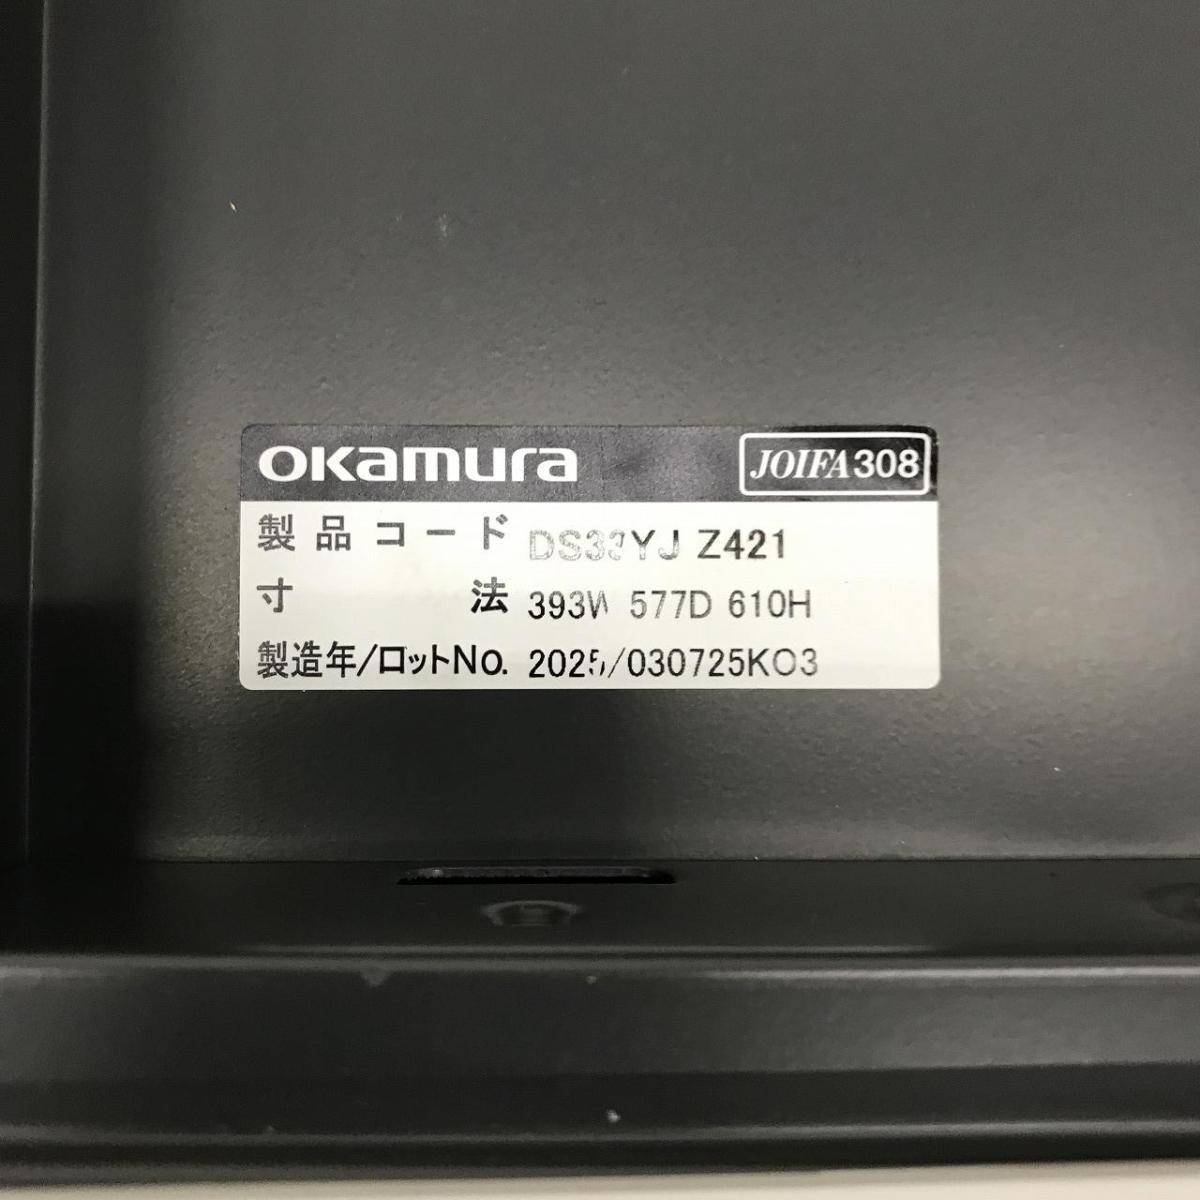 okamura JOIFA308
製品コード DS33YJ Z421
寸法 393W 577D 610H
製造年/ロットNo. 2025/030725KO3